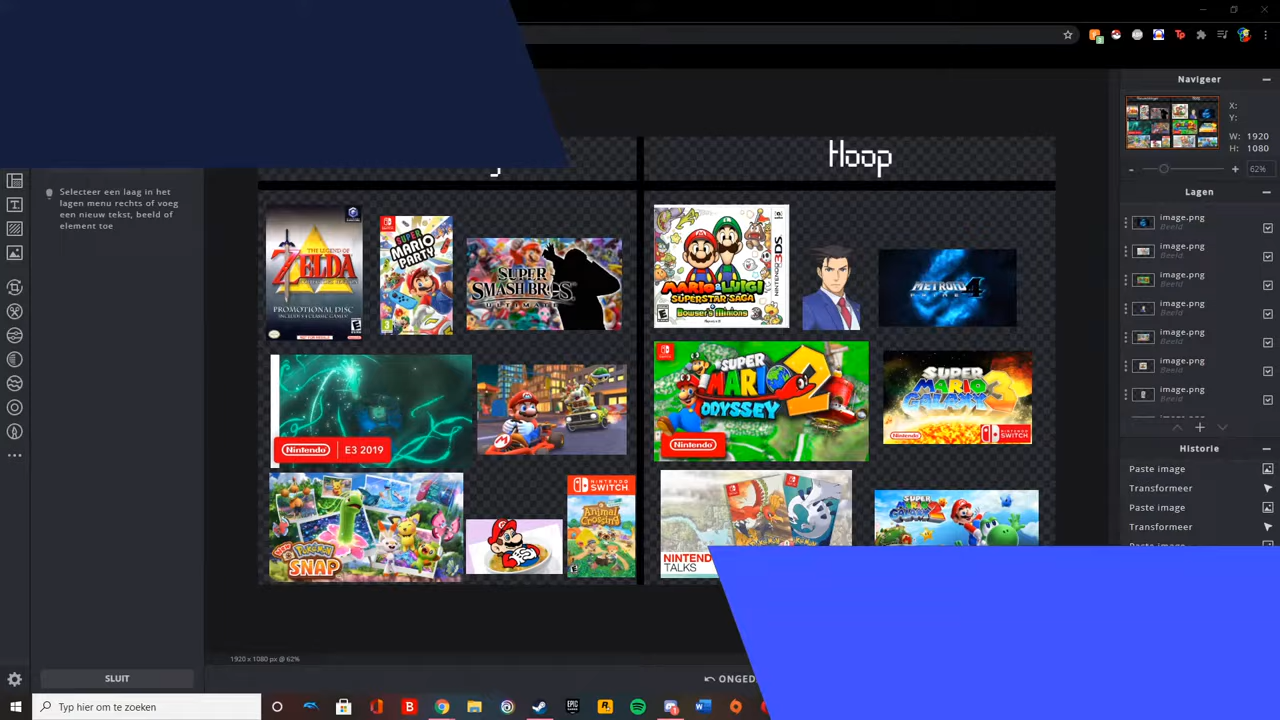 Navigeer
X:
Y:
W: 1920
H: 1080
62%
Hoop
Selecteer een laag in het
lagen menu rechts of voeg
een nieuw tekst, beeld of
element toe
Lagen
image.png
Beeld
image.png
Beeld
image.png
Beeld
image.png
Beeld
image.png
Beeld
image.png
Beeld
image.png
Beeld
THE LEGEND OF
ZELDA
PROMOTIONAL DISC
SUPER
MARIO
PARTY
SUPER
SMASH BROS
ULTIMATE
MARIO & LUIGI
SUPERSTAR SAGA
Bowser's Minions
NINTENDO 3DS
METROID
PRIME 4
Nintendo
E3 2019
SUPER
MARIO
ODYSSEY 2
Nintendo
SUPER
MARIO
GALAXY 3
Nintendo
NINTENDO
SWITCH
New
Pokémon
SNAP
NINTENDO
SWITCH
Animal
Crossing
NINTEND
TALKS
SUPER MARIO
GALAXY 2
Historie
Paste image
Transformeer
Paste image
Transformeer
1920 x 1080 px @ 62%
SLUIT
ONGED
Typ hier om te zoeken